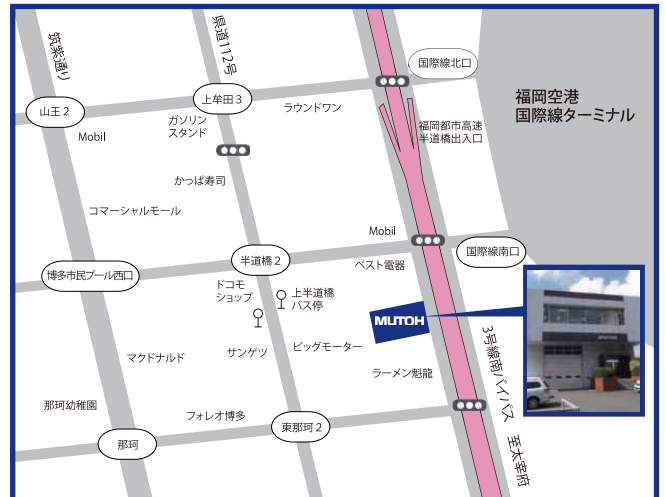 筑紫通り
県道112号
国際線北口
福岡空港
国際線ターミナル
山王2
上牟田3
ラウンドワン
Mobil
ガソリン
スタンド
福岡都市高速
半道橋出入口
かっぱ寿司
コマーシャルモール
Mobil
国際線南口
博多市民プール西口
半道橋2
ベスト電器
ドコモ
ショップ
上半道橋
バス停
MUTOH
サンゲツ
ビッグモーター
マクドナルド
ラーメン魁龍
3号線南バイパス 至太宰府
那珂幼稚園
フォレオ博多
那珂
東那珂2